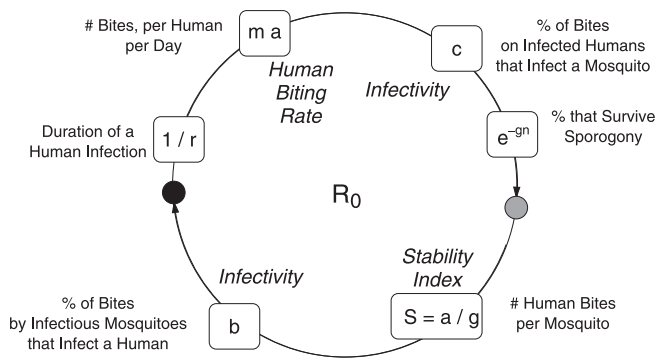 # Bites, per Human
per Day
m a
Human
Biting
Rate
c
Infectivity
% of Bites
on Infected Humans
that Infect a Mosquito
Duration of a
Human Infection
1 / r
e^-gn
% that Survive
Sporogony
R₀
Stability
Index
S = a / g
# Human Bites
per Mosquito
Infectivity
b
% of Bites
by Infectious Mosquitoes
that Infect a Human